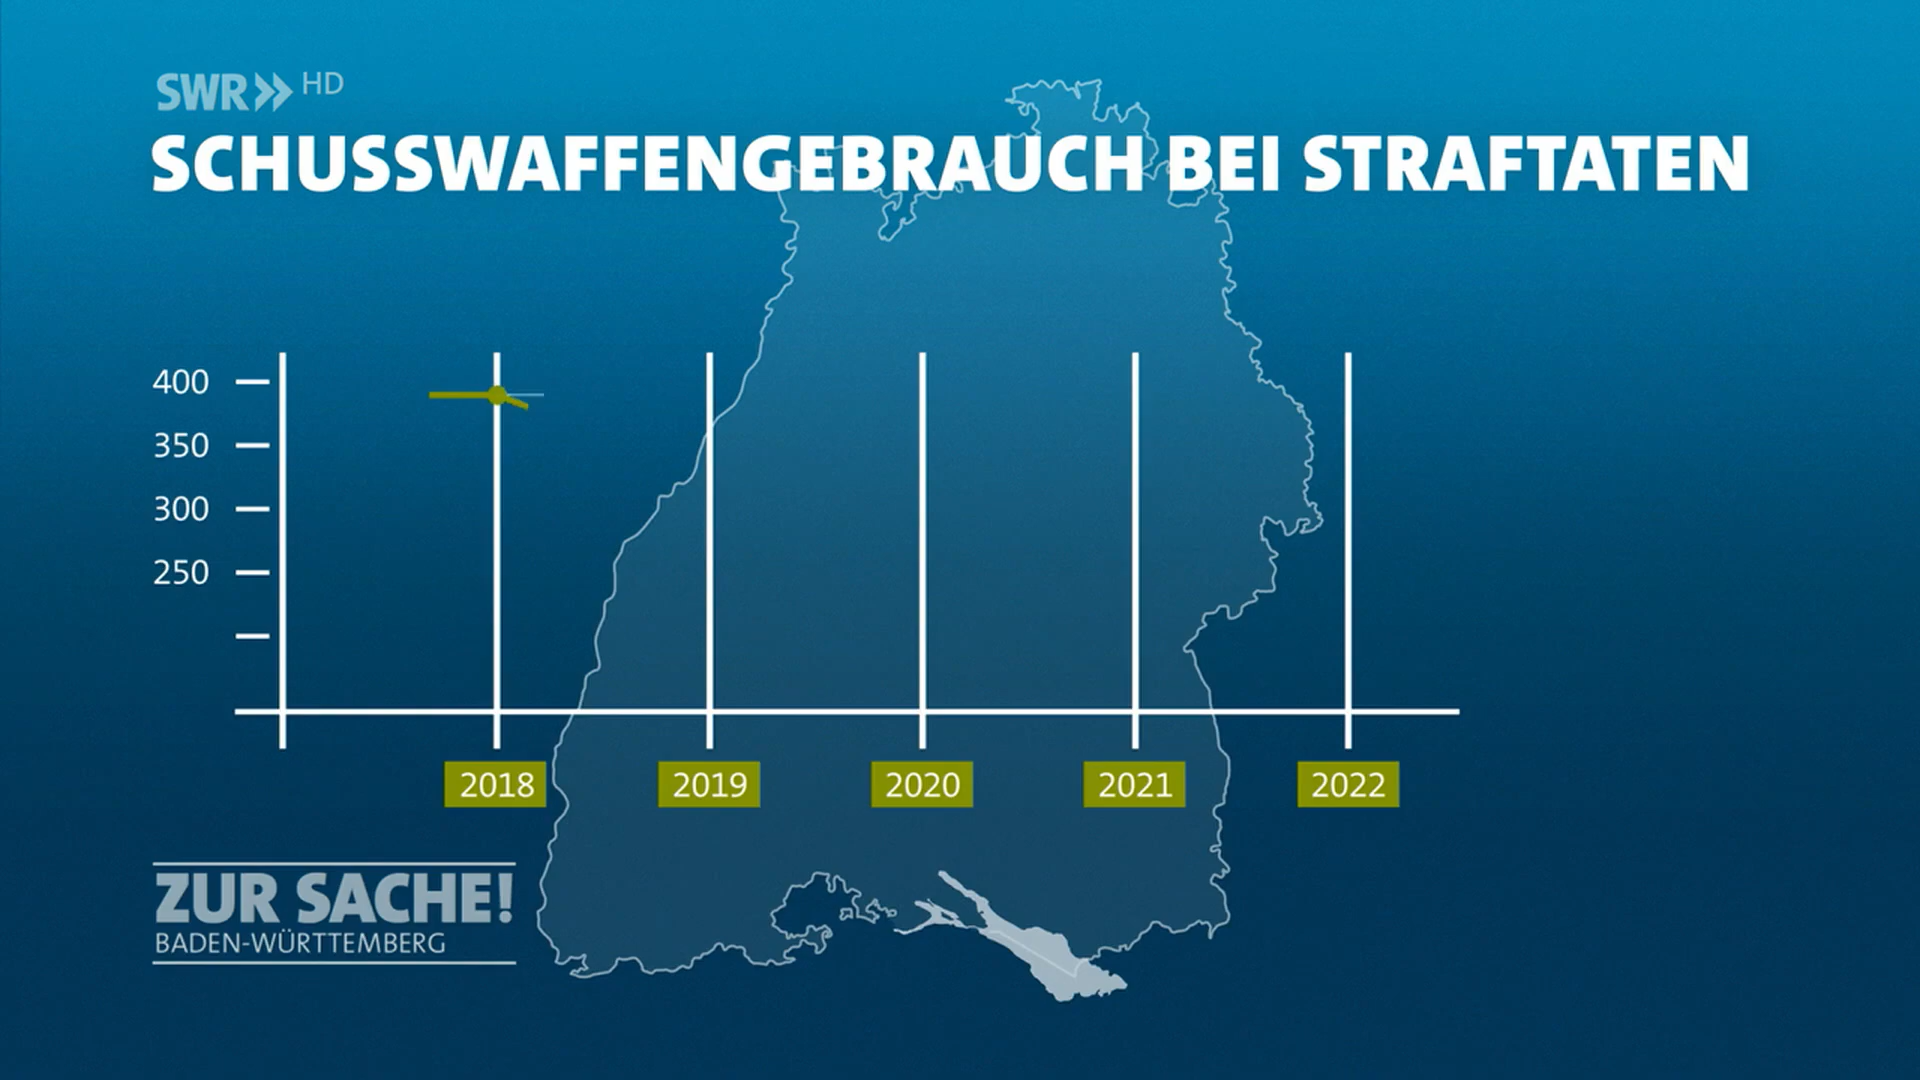 SWR HD
SCHUSSWAFFENGEBRAUCH BEI STRAFTATEN
400
350
300
250
2018 2019 2020 2021 2022
ZUR SACHE!
BADEN-WÜRTTEMBERG